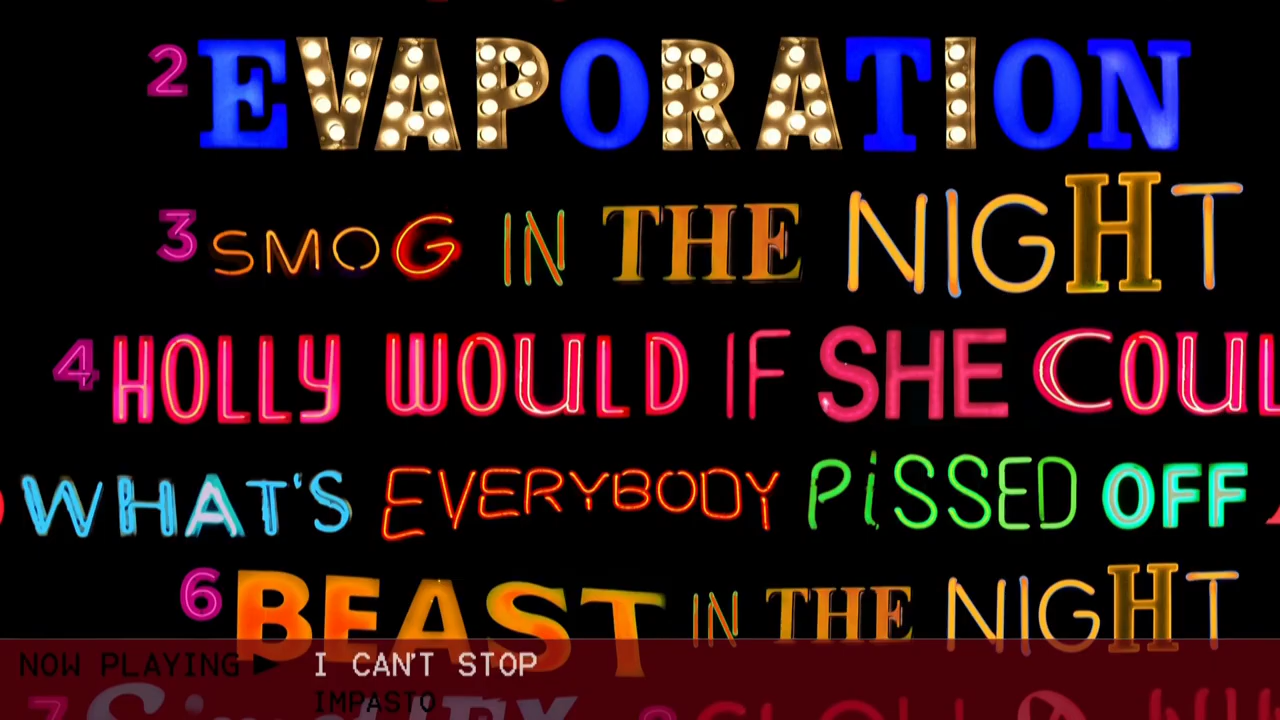 2 EVAPORATION
3 SMOG IN THE NIGHT
4 HOLLY WOULD IF SHE COUL
WHAT'S EVERYBODY PISSED OFF
6 BEAST IN THE NIGHT
NOW PLAYING ► I CAN'T STOP
IMPASTO
7